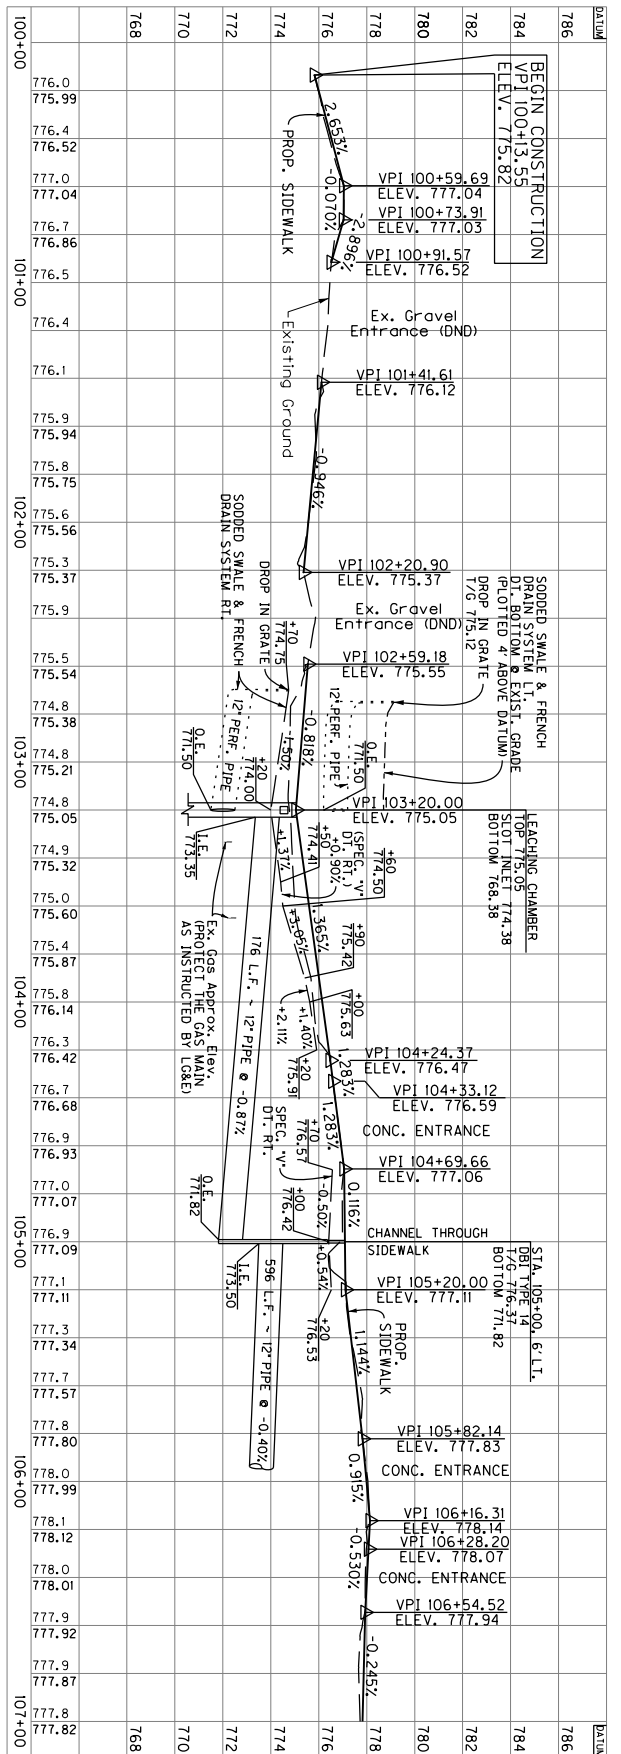 DATUM
786
784
782
780
778
776
774
772
770
768
DATUM
786
784
782
780
778
776
774
772
770
768
BEGIN CONSTRUCTION
VPI 100+13.55
ELEV. 775.82
2.653%
PROP. SIDEWALK
VPI 100+59.69
ELEV. 777.04
-0.070%
VPI 100+73.91
ELEV. 777.03
-2.896%
VPI 100+91.57
ELEV. 776.52
Ex. Gravel
Entrance (DND)
Existing Ground
VPI 101+41.61
ELEV. 776.12
-0.946%
VPI 102+20.90
ELEV. 775.37
Ex. Gravel
Entrance (DND)
VPI 102+59.18
ELEV. 775.55
SODDED SWALE & FRENCH
DRAIN SYSTEM LT.
DT. BOTTOM @ EXIST. GRADE
(PLOTTED 4' ABOVE DATUM)
DROP IN GRATE
T/G 775.12
SODDED SWALE & FRENCH
DRAIN SYSTEM RT.
DROP IN GRATE
+70
774.75
-0.818%
-1.50%
12" PERF. PIPE
12" PERF. PIPE
O.E.
771.50
O.E.
771.50
+20
774.00
VPI 103+20.00
ELEV. 775.05
LEACHING CHAMBER
TOP 775.05
SLOT INLET 774.38
BOTTOM 768.38
I.E.
773.35
+1.37%
+50
774.41
+0.90%
(SPEC. "V"
DT. RT.)
+60
774.50
1.365%
+3.05%
+90
775.42
+00
775.63
+2.11%
+1.40%
+20
775.91
Ex. Gas Approx. Elev.
(PROTECT THE GAS MAIN
AS INSTRUCTED BY LG&E)
176 L.F. ~ 12" PIPE @ -0.87%
VPI 104+24.37
ELEV. 776.47
1.283%
VPI 104+33.12
ELEV. 776.59
1.283%
CONC. ENTRANCE
VPI 104+69.66
ELEV. 777.06
+70
776.57
SPEC. "V"
DT. RT.
-0.50%
+00
776.42
0.116%
O.E.
771.82
CHANNEL THROUGH
SIDEWALK
STA. 105+00, 6' LT.
DBI TYPE 14
T/G 776.37
BOTTOM 771.82
I.E.
773.50
+0.54%
+20
776.53
VPI 105+20.00
ELEV. 777.11
596 L.F. ~ 12" PIPE @ -0.40%
PROP.
SIDEWALK
1.144%
VPI 105+82.14
ELEV. 777.83
CONC. ENTRANCE
0.915%
VPI 106+16.31
ELEV. 778.14
VPI 106+28.20
ELEV. 778.07
-0.530%
CONC. ENTRANCE
VPI 106+54.52
ELEV. 777.94
-0.245%
776.0
775.99
776.4
776.52
777.0
777.04
776.7
776.86
776.5
776.4
776.1
775.9
775.94
775.8
775.75
775.6
775.56
775.3
775.37
775.9
775.5
775.54
774.8
775.38
774.8
775.21
774.8
775.05
774.9
775.32
775.0
775.60
775.4
775.87
775.8
776.14
776.3
776.42
776.7
776.68
776.9
776.93
777.0
777.07
776.9
777.09
777.1
777.11
777.3
777.34
777.7
777.57
777.8
777.80
778.0
777.99
778.1
778.12
778.0
778.01
777.9
777.92
777.9
777.87
777.8
777.82
100+00
101+00
102+00
103+00
104+00
105+00
106+00
107+00